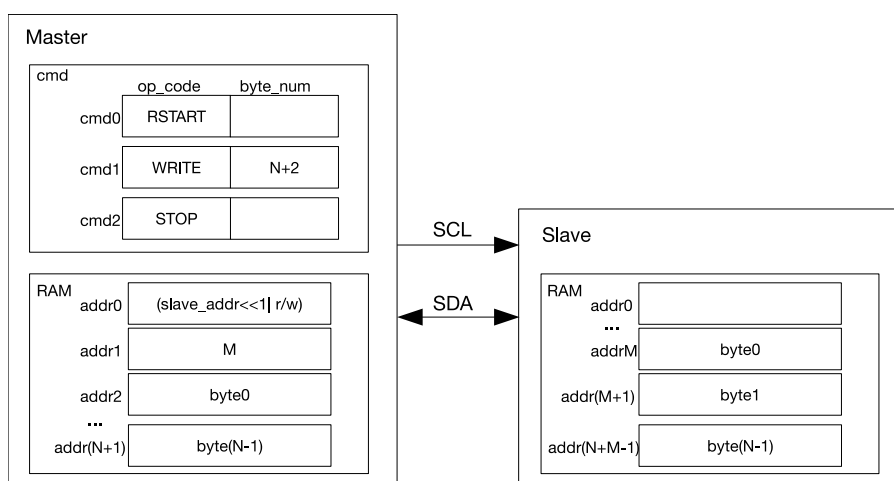 Master
cmd
op_code byte_num
cmd0 RSTART
cmd1 WRITE N+2
cmd2 STOP
RAM
addr0 (slave_addr<<1| r/w)
addr1 M
addr2 byte0
...
addr(N+1) byte(N-1)
SCL
SDA
Slave
RAM
addr0
...
addrM byte0
addr(M+1) byte1
addr(N+M-1) byte(N-1)